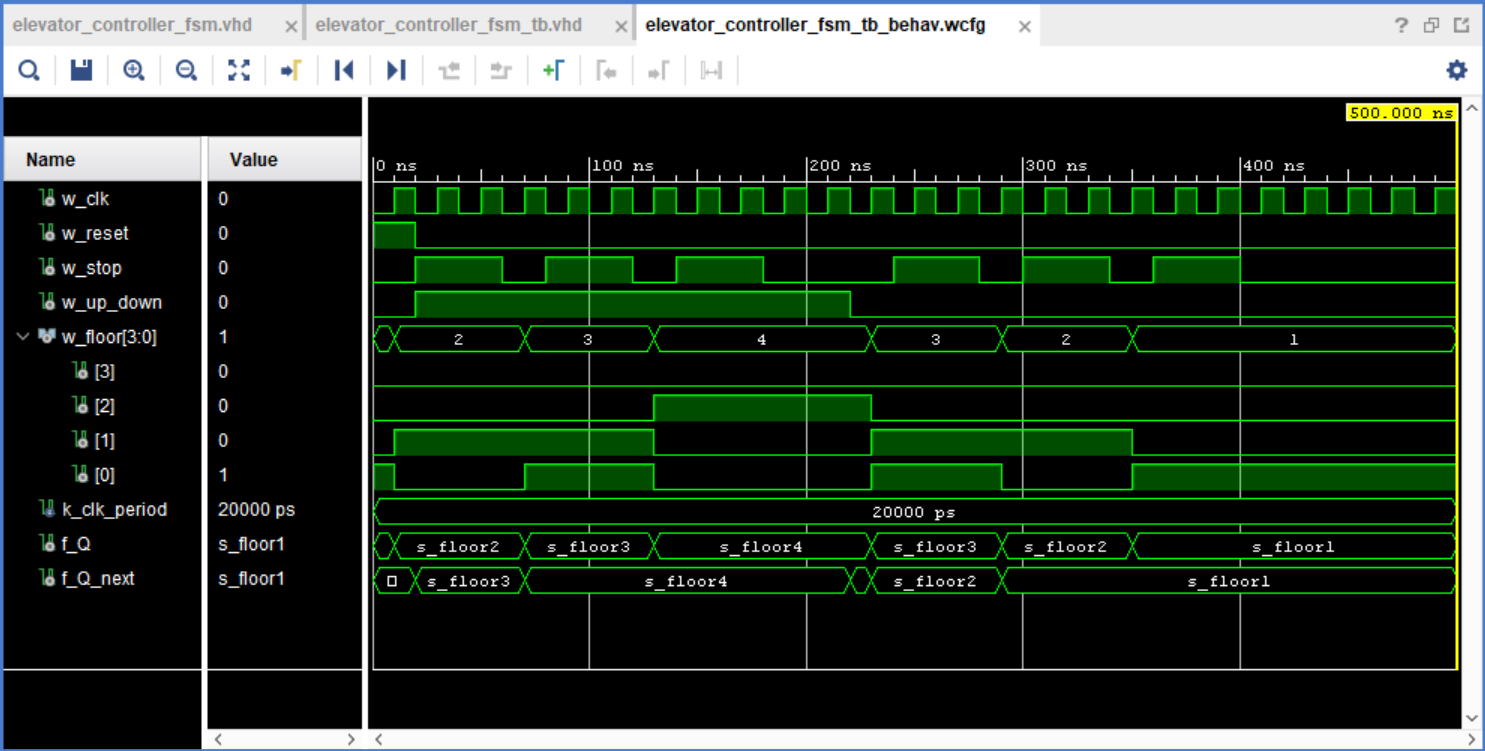 elevator_controller_fsm.vhd × elevator_controller_fsm_tb.vhd × elevator_controller_fsm_tb_behav.wcfg × ?
500.000 ns
Name Value 0 ns 100 ns 200 ns 300 ns 400 ns
w_clk 0
w_reset 0
w_stop 0
w_up_down 0
w_floor[3:0] 1 2 3 4 3 2 1
[3] 0
[2] 0
[1] 0
[0] 1
k_clk_period 20000 ps 20000 ps
f_Q s_floor1 s_floor2 s_floor3 s_floor4 s_floor3 s_floor2 s_floor1
f_Q_next s_floor1 s_floor3 s_floor4 s_floor2 s_floor1